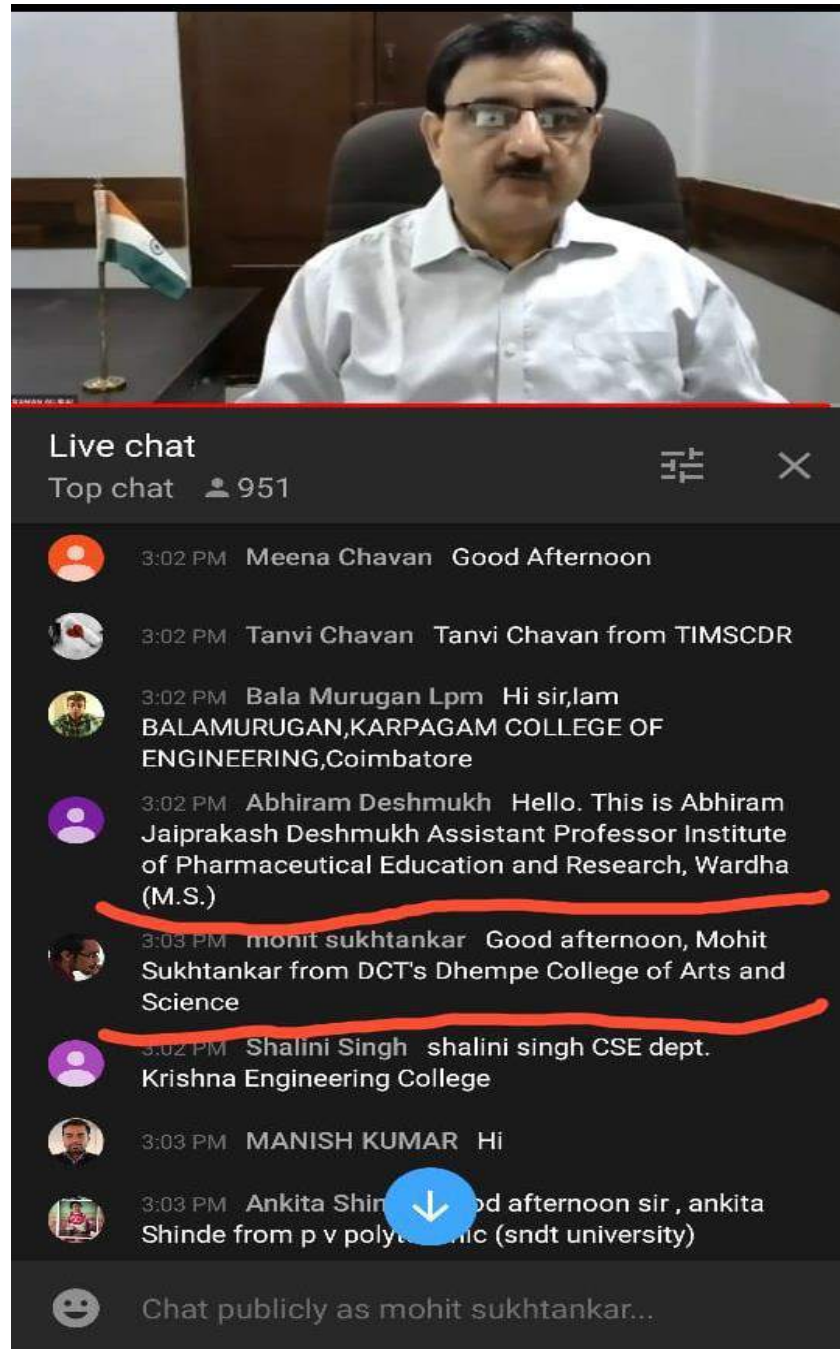 Live chat
Top chat 951
3:02 PM Meena Chavan Good Afternoon
3:02 PM Tanvi Chavan Tanvi Chavan from TIMSCDR
3:02 PM Bala Murugan Lpm Hi sir,Iam
BALAMURUGAN,KARPAGAM COLLEGE OF
ENGINEERING,Coimbatore
3:02 PM Abhiram Deshmukh Hello. This is Abhiram
Jaiprakash Deshmukh Assistant Professor Institute
of Pharmaceutical Education and Research, Wardha
(M.S.)
3:03 PM mohit sukhtankar Good afternoon, Mohit
Sukhtankar from DCT's Dhempe College of Arts and
Science
3:02 PM Shalini Singh shalini singh CSE dept.
Krishna Engineering College
3:03 PM MANISH KUMAR Hi
3:03 PM Ankita afternoon sir , ankita
Shinde from p v (sndt university)
Chat publicly as mohit sukhtankar...